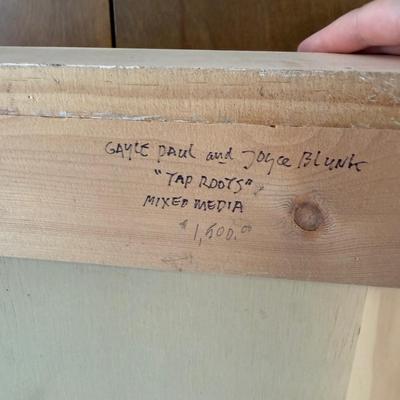 GAYLE PAUL and Joyce Blunk
"TAP ROOTS"
MIXED MEDIA
$1,500.00